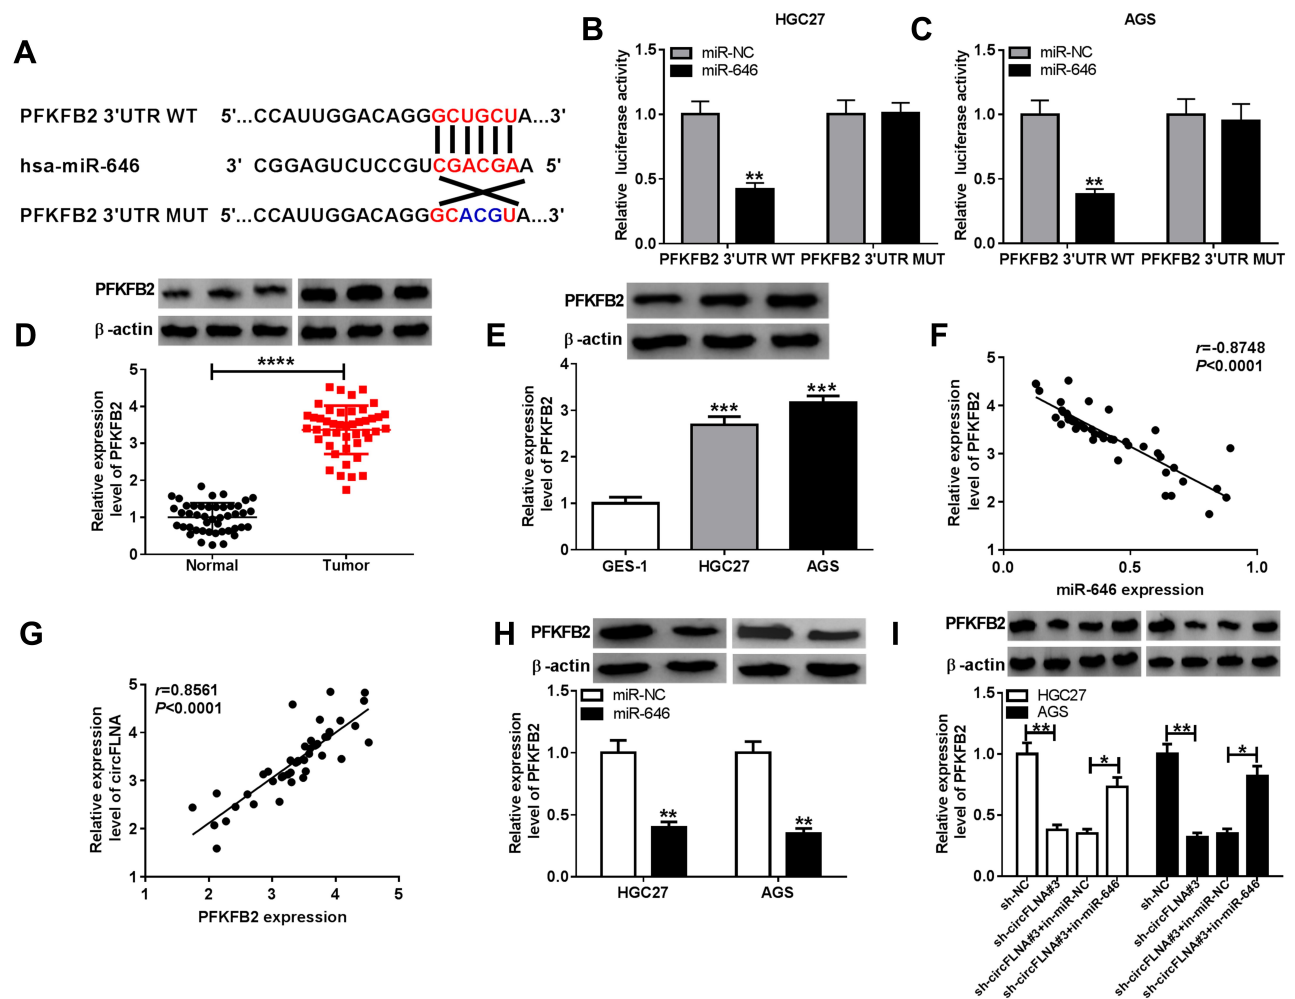 A
PFKFB2 3'UTR WT 5'...CCAUUGGACAGGGCUGCUA...3'
hsa-miR-646 3' CGGAGUCUCCGUCGACGAA 5'
PFKFB2 3'UTR MUT 5'...CCAUUGGACAGGGCACGUA...3'
B
HGC27
Relative luciferase activity
1.5
1.0
0.5
0.0
miR-NC
miR-646
**
PFKFB2 3'UTR WT PFKFB2 3'UTR MUT
C
AGS
Relative luciferase activity
1.5
1.0
0.5
0.0
miR-NC
miR-646
**
PFKFB2 3'UTR WT PFKFB2 3'UTR MUT
D
PFKFB2
β-actin
Relative expression
level of PFKFB2
5
4
3
2
1
0
****
Normal Tumor
E
PFKFB2
β-actin
Relative expression
level of PFKFB2
4
3
2
1
0
***
***
GES-1 HGC27 AGS
F
Relative expression
level of PFKFB2
5
4
3
2
1
r=-0.8748
P<0.0001
0.0 0.5 1.0
miR-646 expression
G
Relative expression
level of circFLNA
5
4
3
2
1
r=0.8561
P<0.0001
1 2 3 4 5
PFKFB2 expression
H
PFKFB2
β-actin
Relative expression
level of PFKFB2
1.5
1.0
0.5
0.0
miR-NC
miR-646
**
**
HGC27 AGS
I
PFKFB2
β-actin
Relative expression
level of PFKFB2
1.5
1.0
0.5
0.0
HGC27
AGS
**
*
**
*
sh-NC
sh-circFLNA#3
sh-circFLNA#3+in-miR-NC
sh-circFLNA#3+in-miR-646
sh-NC
sh-circFLNA#3
sh-circFLNA#3+in-miR-NC
sh-circFLNA#3+in-miR-646